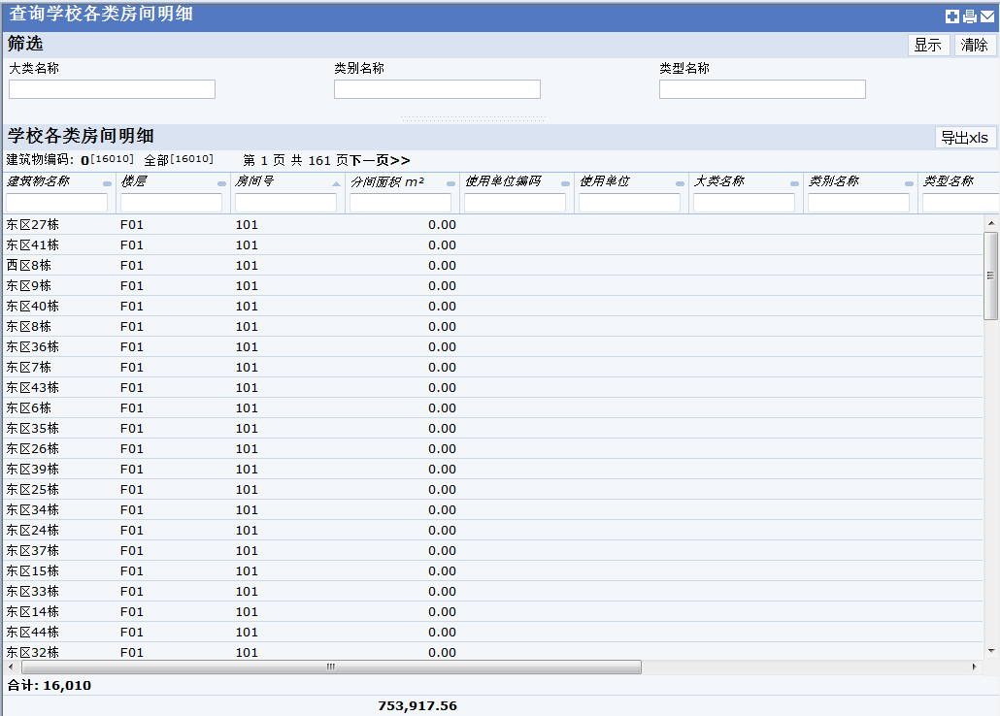 查询学校各类房间明细
筛选 显示 清除
大类名称 类别名称 类型名称
学校各类房间明细 导出xls
建筑物编码: 0[16010] 全部[16010] 第 1 页 共 161 页下一页>>
建筑物名称 楼层 房间号 分间面积 m² 使用单位编码 使用单位 大类名称 类别名称 类型名称
东区27栋 F01 101 0.00
东区41栋 F01 101 0.00
西区8栋 F01 101 0.00
东区9栋 F01 101 0.00
东区40栋 F01 101 0.00
东区8栋 F01 101 0.00
东区36栋 F01 101 0.00
东区7栋 F01 101 0.00
东区43栋 F01 101 0.00
东区6栋 F01 101 0.00
东区35栋 F01 101 0.00
东区26栋 F01 101 0.00
东区39栋 F01 101 0.00
东区25栋 F01 101 0.00
东区34栋 F01 101 0.00
东区24栋 F01 101 0.00
东区37栋 F01 101 0.00
东区15栋 F01 101 0.00
东区33栋 F01 101 0.00
东区14栋 F01 101 0.00
东区44栋 F01 101 0.00
东区32栋 F01 101 0.00
合计: 16,010
753,917.56